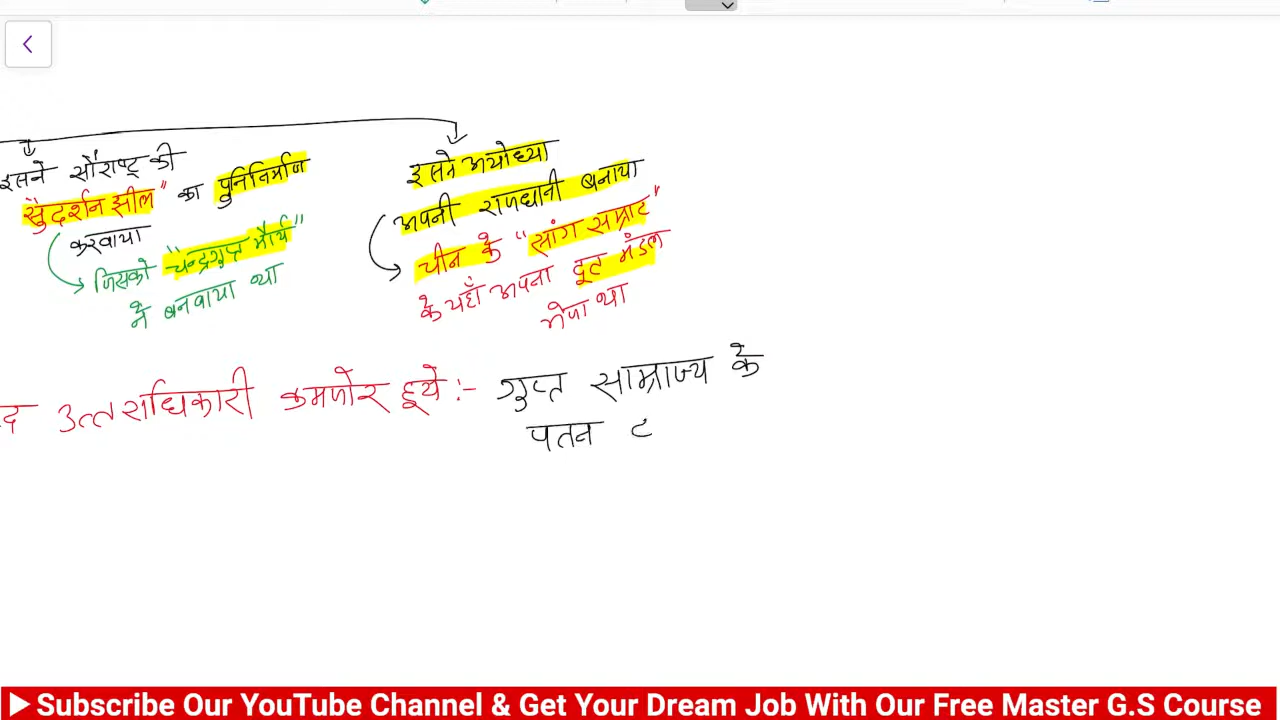 इसने सौराष्ट्र की
"सुदर्शन झील" का पुर्निनिर्माण
करवाया
जिसको "चन्द्रगुप्त मौर्य"
ने बनवाया था
इसने अयोध्या
अपनी राजधानी बनाया
चीन के "सांग सम्राट"
के यहाँ अपना दूत मंडल
भेजा था
उत्तराधिकारी कमजोर हुये :- गुप्त साम्राज्य के
पतन
▶ Subscribe Our YouTube Channel & Get Your Dream Job With Our Free Master G.S Course